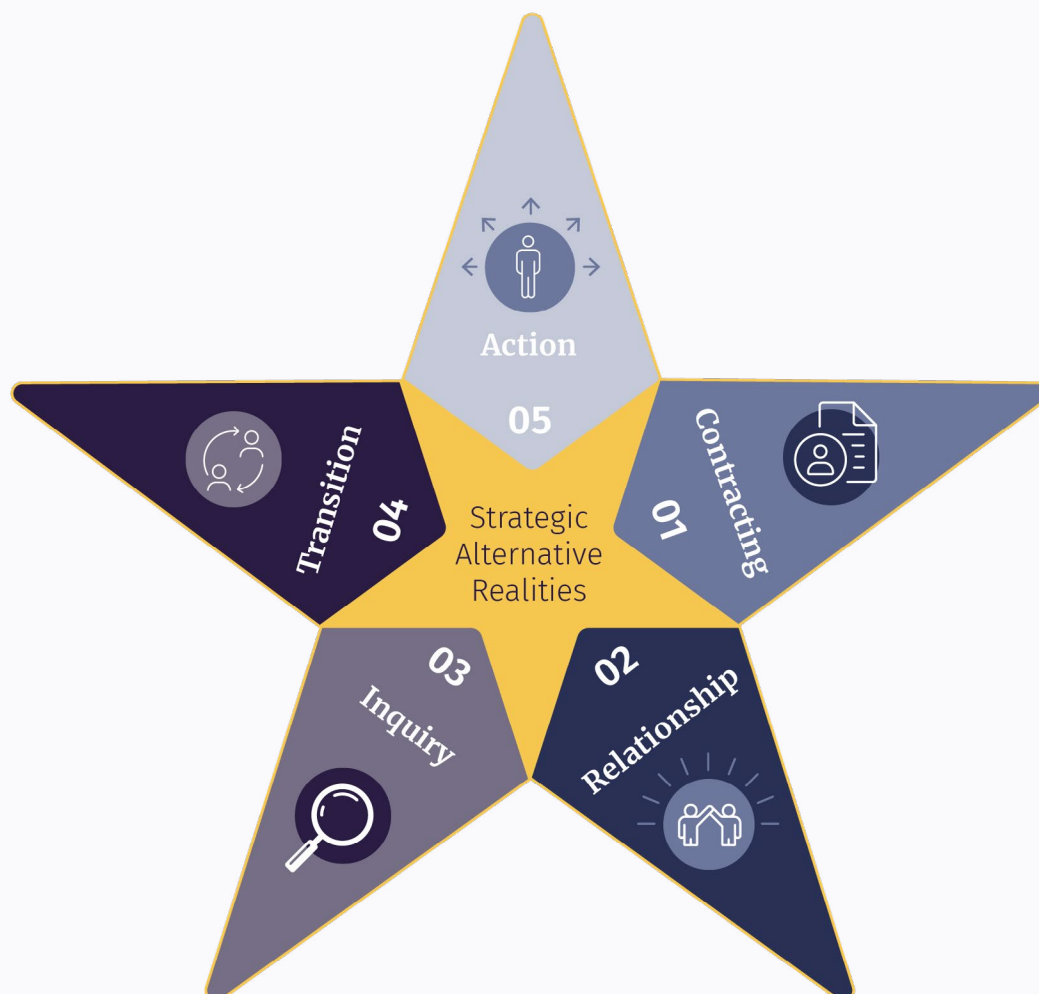 Action
05
Contracting
01
Relationship
02
Inquiry
03
Transition
04
Strategic
Alternative
Realities